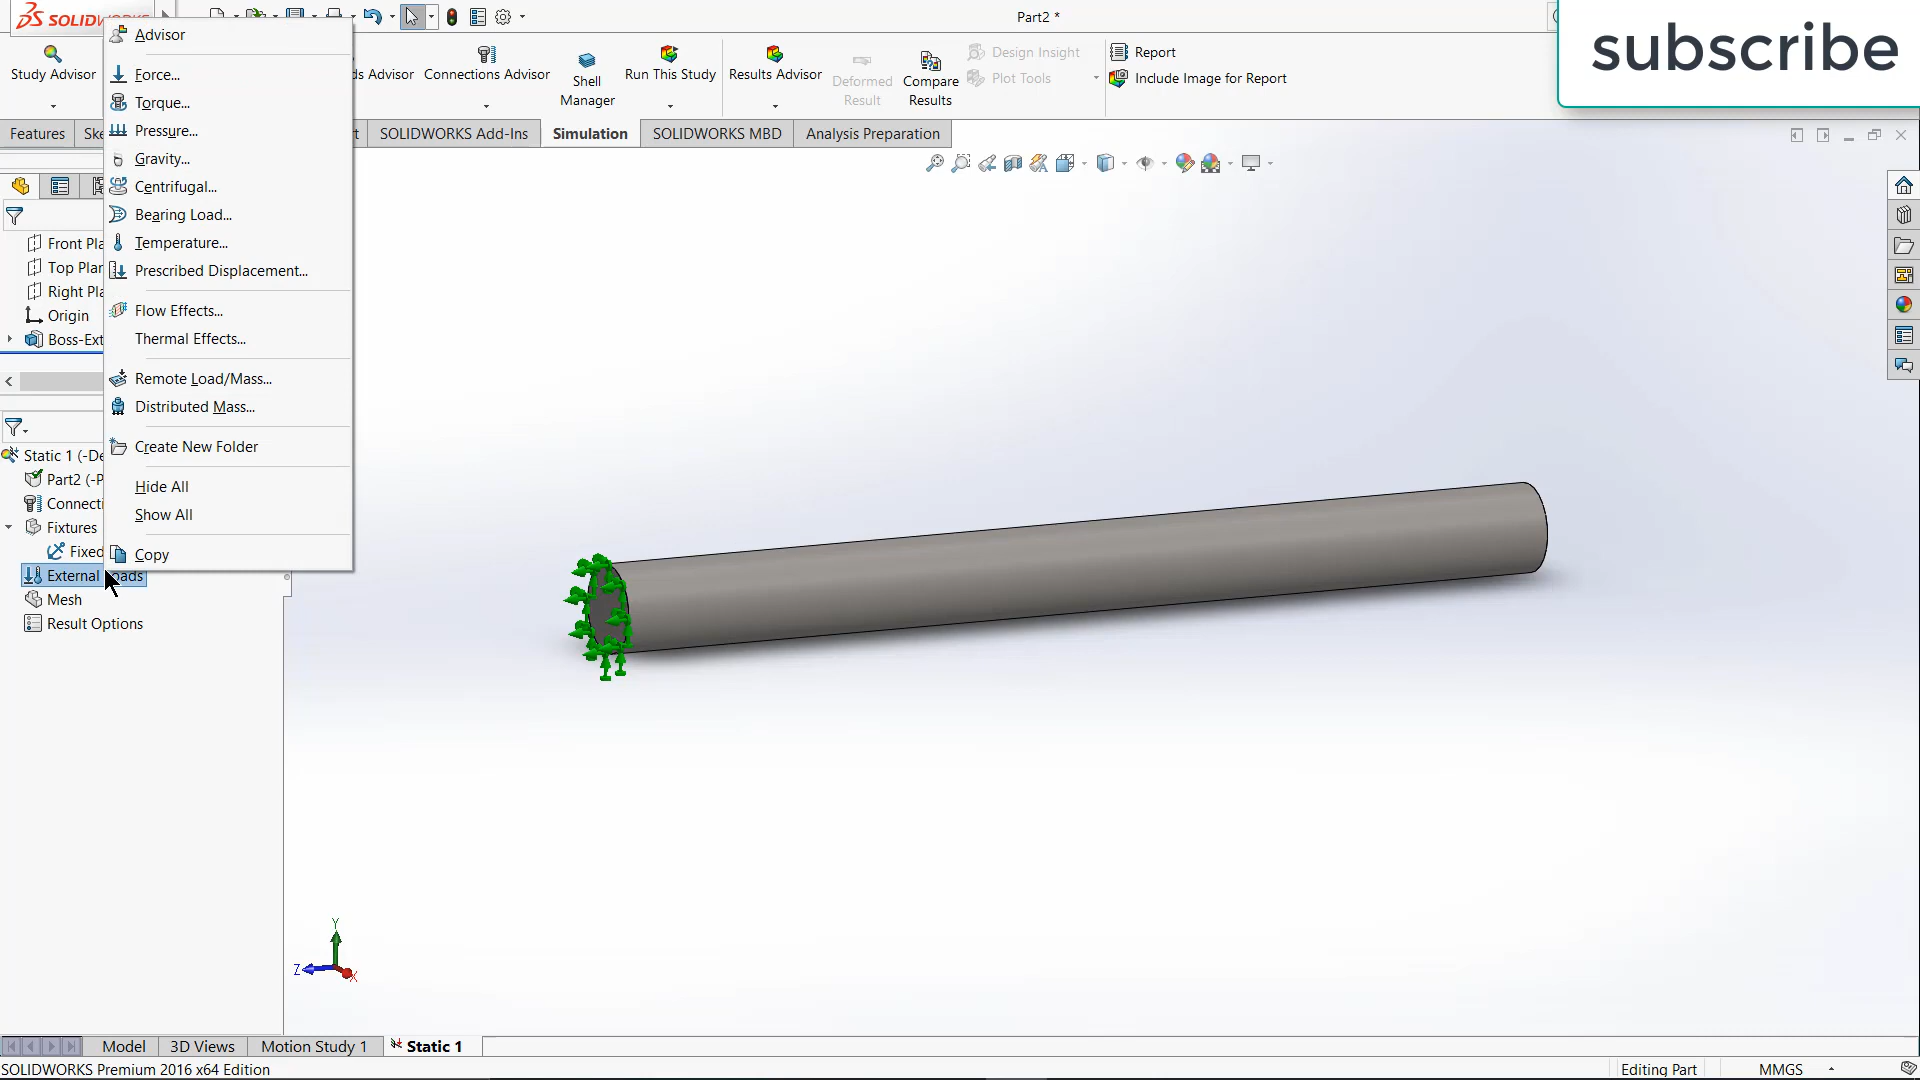 SOLIDWORKS
Part2 *
subscribe
Study Advisor
ds Advisor
Connections Advisor
Shell
Manager
Run This Study
Results Advisor
Deformed
Result
Compare
Results
Design Insight
Plot Tools
Report
Include Image for Report
Features
Ske
rt
SOLIDWORKS Add-Ins
Simulation
SOLIDWORKS MBD
Analysis Preparation
Advisor
Force...
Torque...
Pressure...
Gravity...
Centrifugal...
Bearing Load...
Temperature...
Prescribed Displacement...
Flow Effects...
Thermal Effects...
Remote Load/Mass...
Distributed Mass...
Create New Folder
Hide All
Show All
Copy
Front Pla
Top Plan
Right Pla
Origin
Boss-Ext
Static 1 (-De
Part2 (-P
Connecti
Fixtures
Fixed
External Loads
Mesh
Result Options
Y
Z
X
Model
3D Views
Motion Study 1
Static 1
SOLIDWORKS Premium 2016 x64 Edition
Editing Part
MMGS